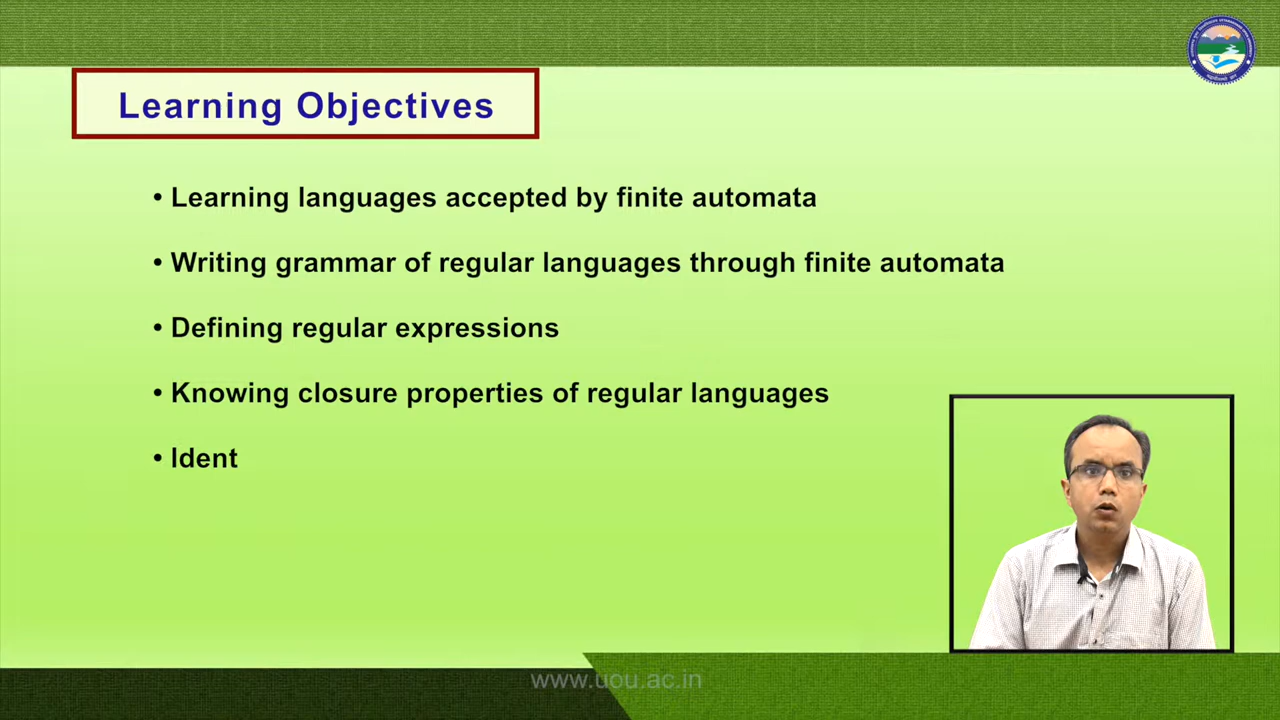 Learning Objectives
• Learning languages accepted by finite automata
• Writing grammar of regular languages through finite automata
• Defining regular expressions
• Knowing closure properties of regular languages
• Ident
www.uou.ac.in